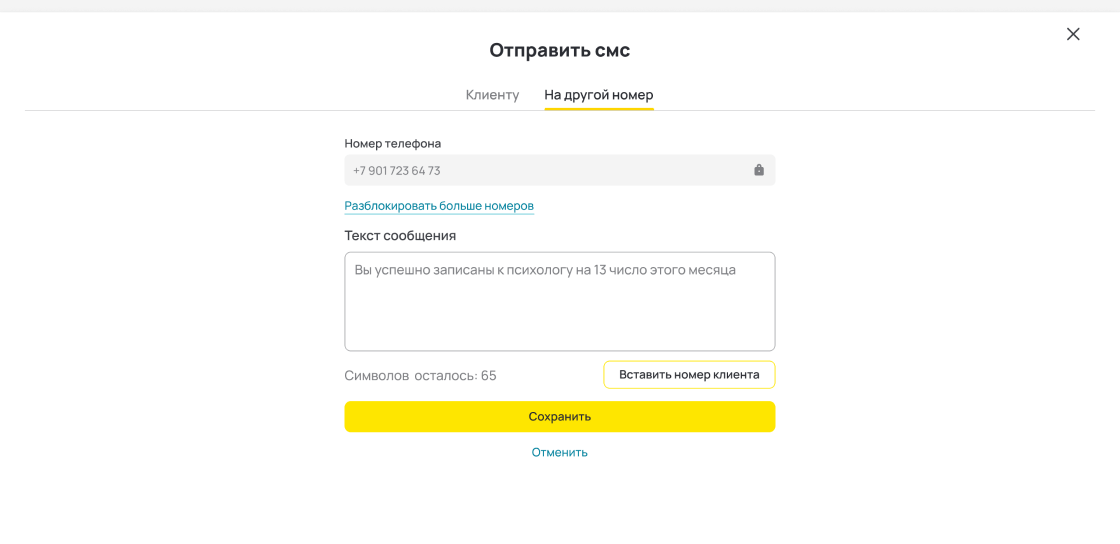 Отправить смс
Клиенту
На другой номер
Номер телефона
+7 901 723 64 73
Разблокировать больше номеров
Текст сообщения
Вы успешно записаны к психологу на 13 число этого месяца
Символов осталось: 65
Вставить номер клиента
Сохранить
Отменить